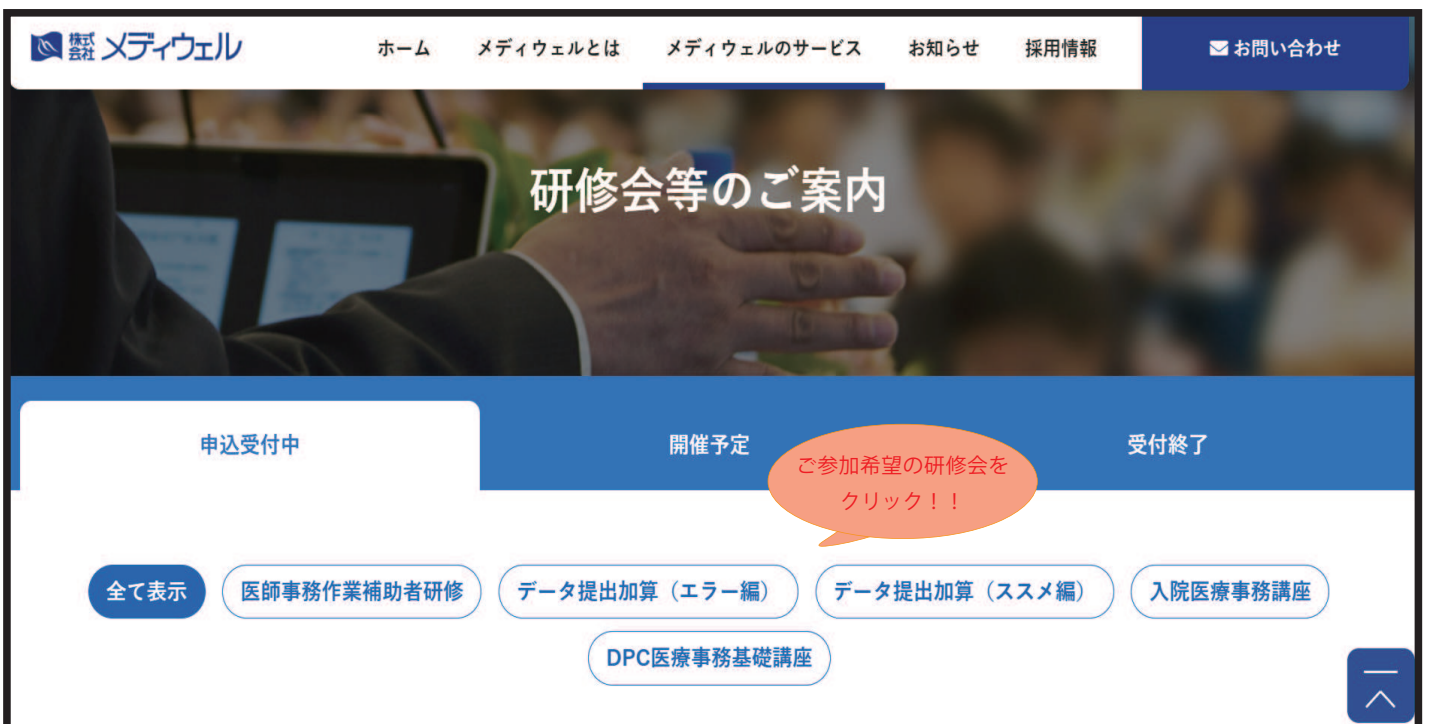 株式会社 メディウェル
ホーム メディウェルとは メディウェルのサービス お知らせ 採用情報 お問い合わせ
研修会等のご案内
申込受付中 開催予定 受付終了
ご参加希望の研修会を
クリック！！
全て表示 医師事務作業補助者研修 データ提出加算（エラー編） データ提出加算（ススメ編） 入院医療事務講座
DPC医療事務基礎講座